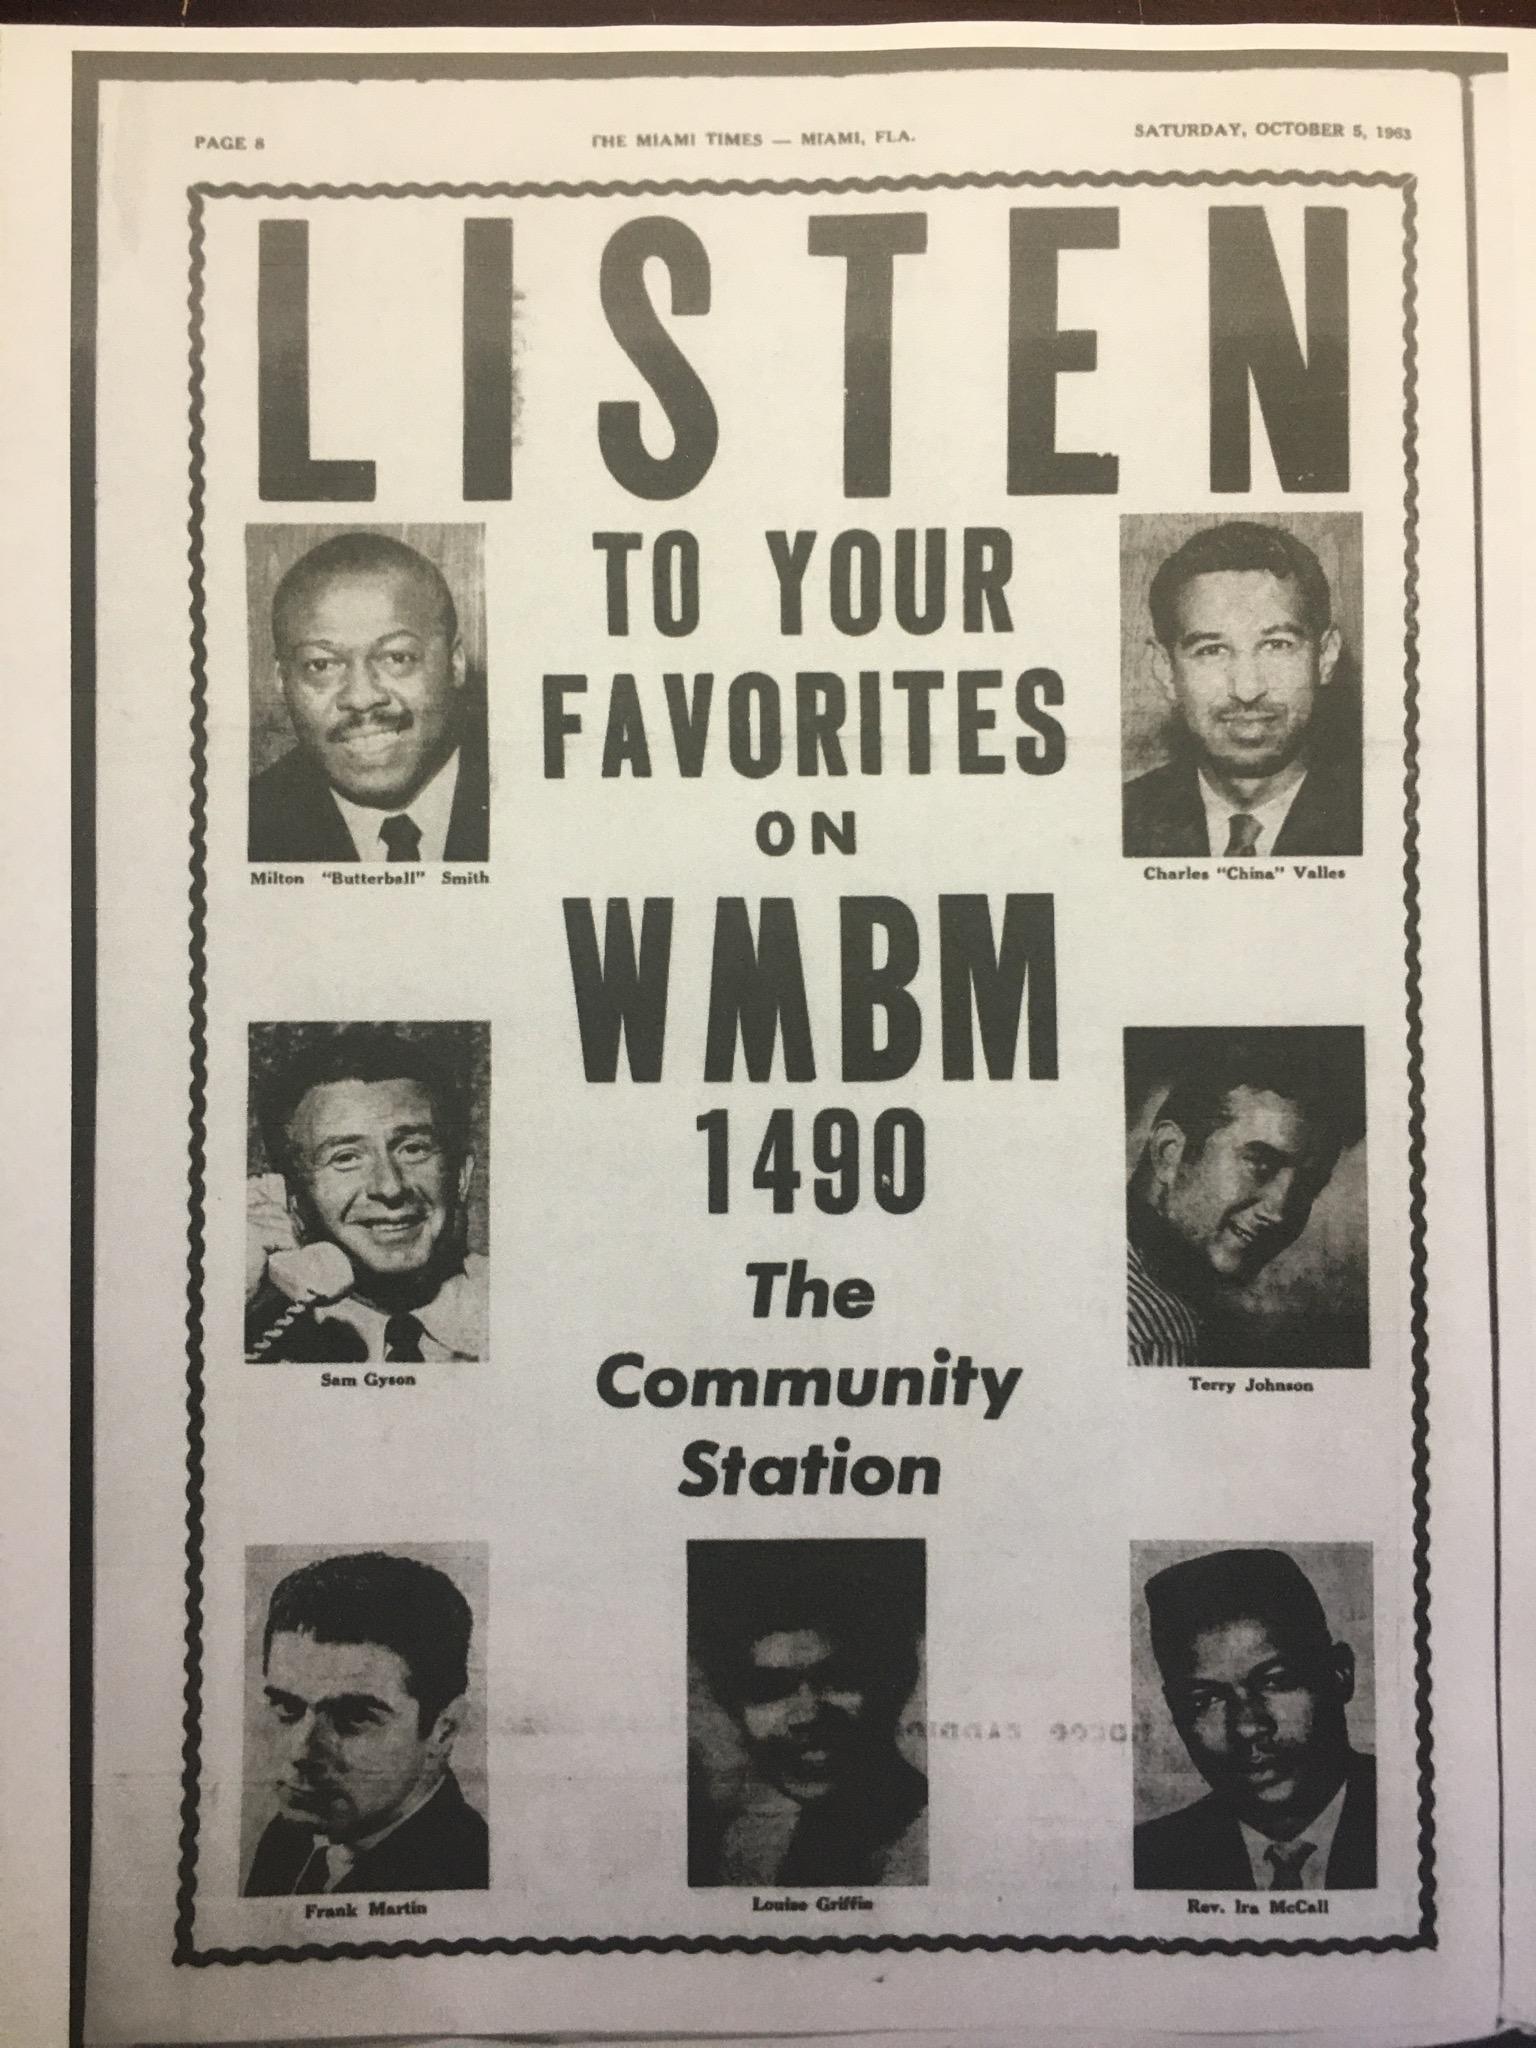 PAGE 8
THE MIAMI TIMES — MIAMI, FLA.
SATURDAY, OCTOBER 5, 1963
LISTEN
TO YOUR
FAVORITES
ON
WMBM
1490
The
Community
Station
Milton "Butterball" Smith
Charles "China" Valles
Sam Gyson
Terry Johnson
Frank Martin
Louise Griffin
Rev. Ira McCall